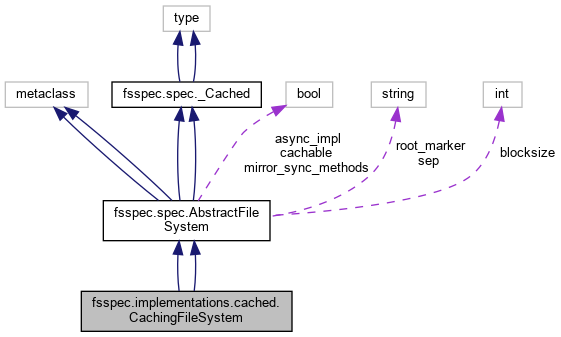 type
metaclass
fsspec.spec._Cached
bool
string
int
async_impl
cachable
mirror_sync_methods
root_marker
sep
blocksize
fsspec.spec.AbstractFile
System
fsspec.implementations.cached.
CachingFileSystem